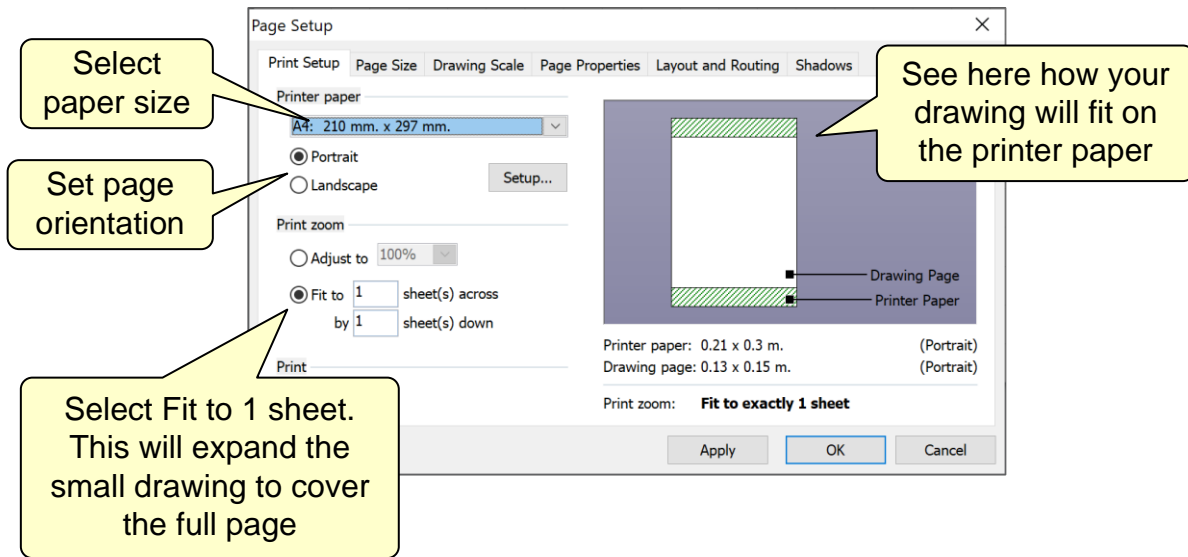 Page Setup
Print Setup
Page Size
Drawing Scale
Page Properties
Layout and Routing
Shadows
Select
paper size
Printer paper
A4: 210 mm. x 297 mm.
Portrait
Landscape
Setup...
Set page
orientation
Print zoom
Adjust to 100%
Fit to 1 sheet(s) across
by 1 sheet(s) down
Print
Select Fit to 1 sheet.
This will expand the
small drawing to cover
the full page
See here how your
drawing will fit on
the printer paper
Drawing Page
Printer Paper
Printer paper: 0.21 x 0.3 m. (Portrait)
Drawing page: 0.13 x 0.15 m. (Portrait)
Print zoom: Fit to exactly 1 sheet
Apply
OK
Cancel